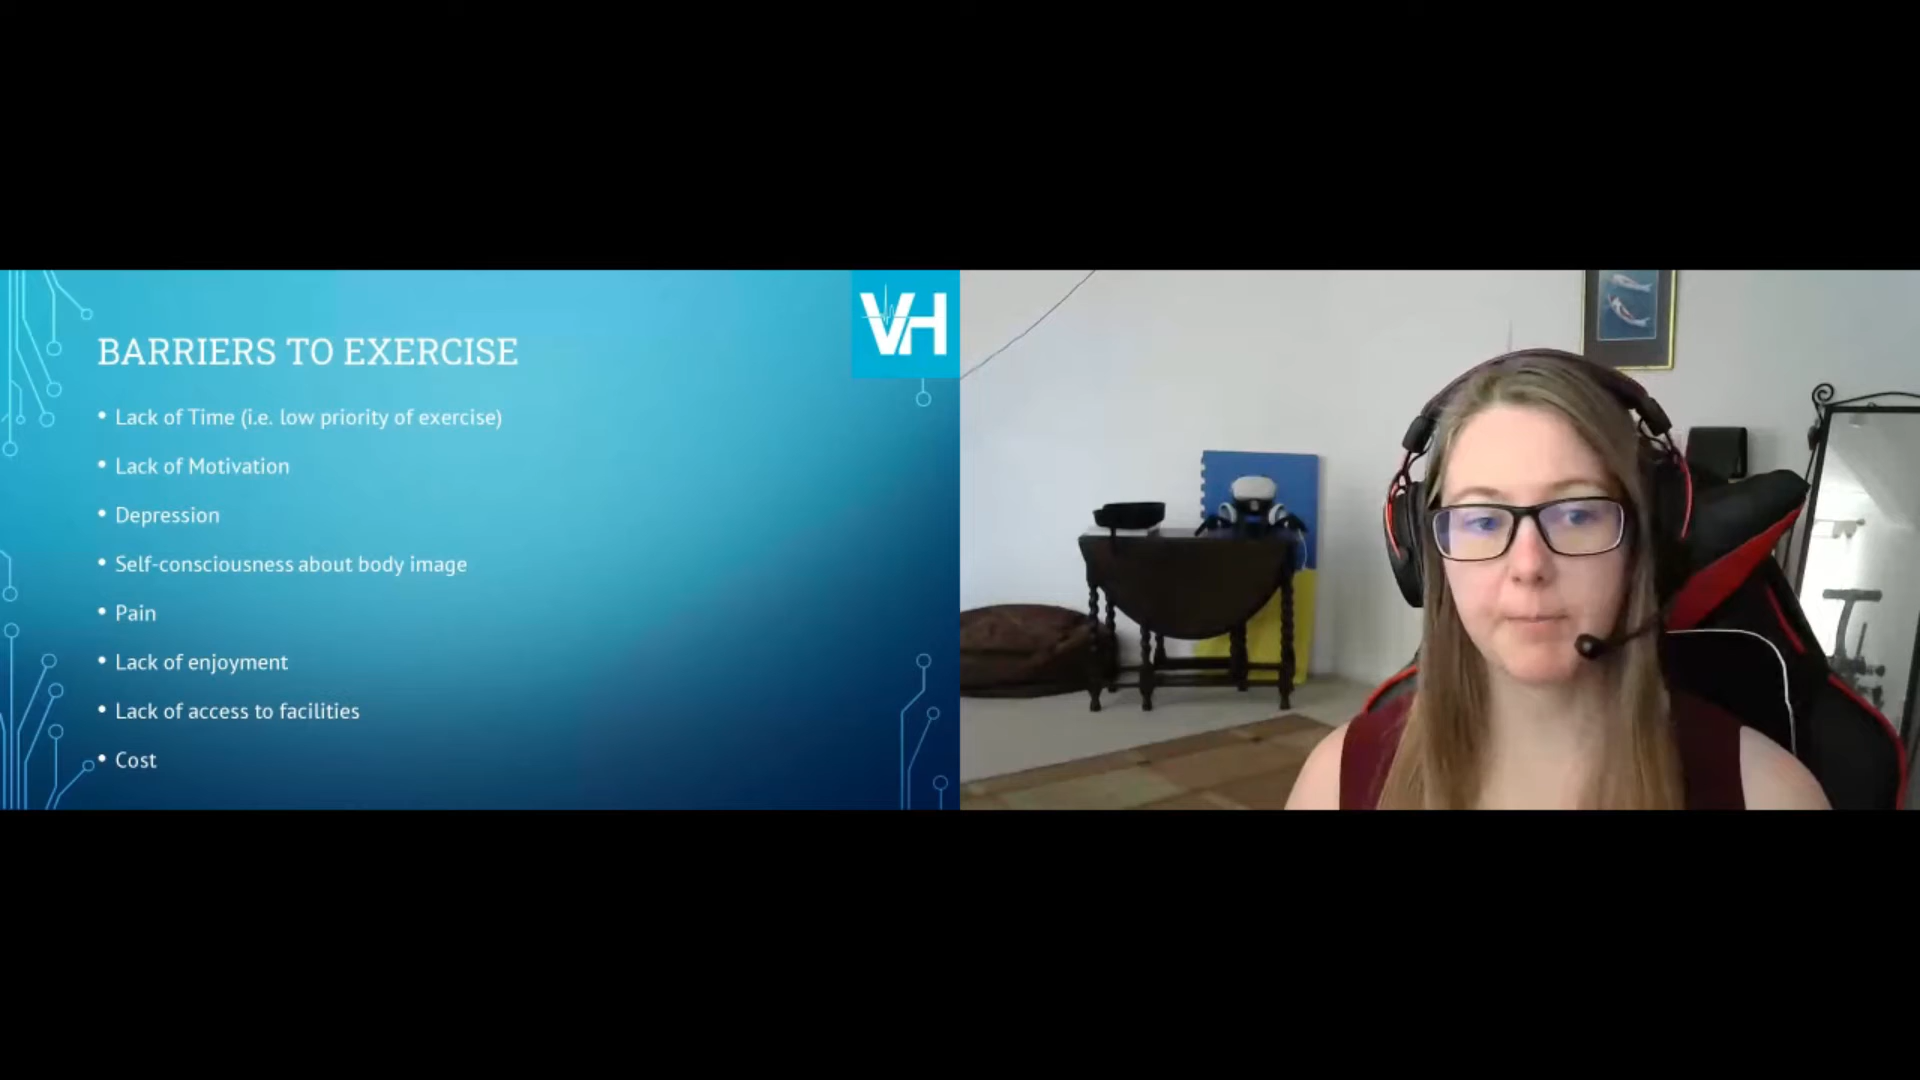 VH
BARRIERS TO EXERCISE
• Lack of Time (i.e. low priority of exercise)
• Lack of Motivation
• Depression
• Self-consciousness about body image
• Pain
• Lack of enjoyment
• Lack of access to facilities
• Cost